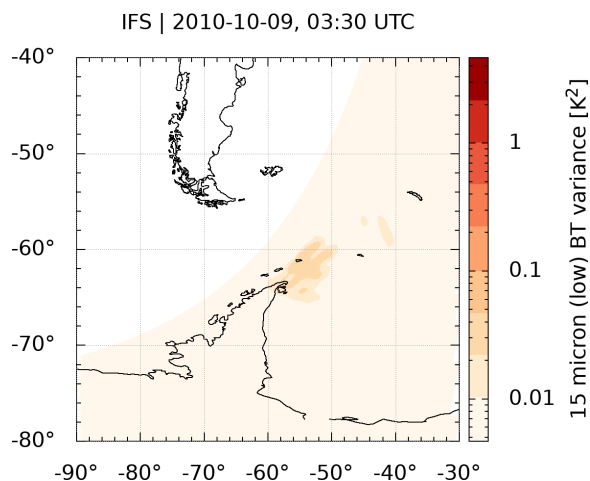 IFS | 2010-10-09, 03:30 UTC
-40°
-50°
-60°
-70°
-80°
-90° -80° -70° -60° -50° -40° -30°
1
0.1
0.01
15 micron (low) BT variance [K²]